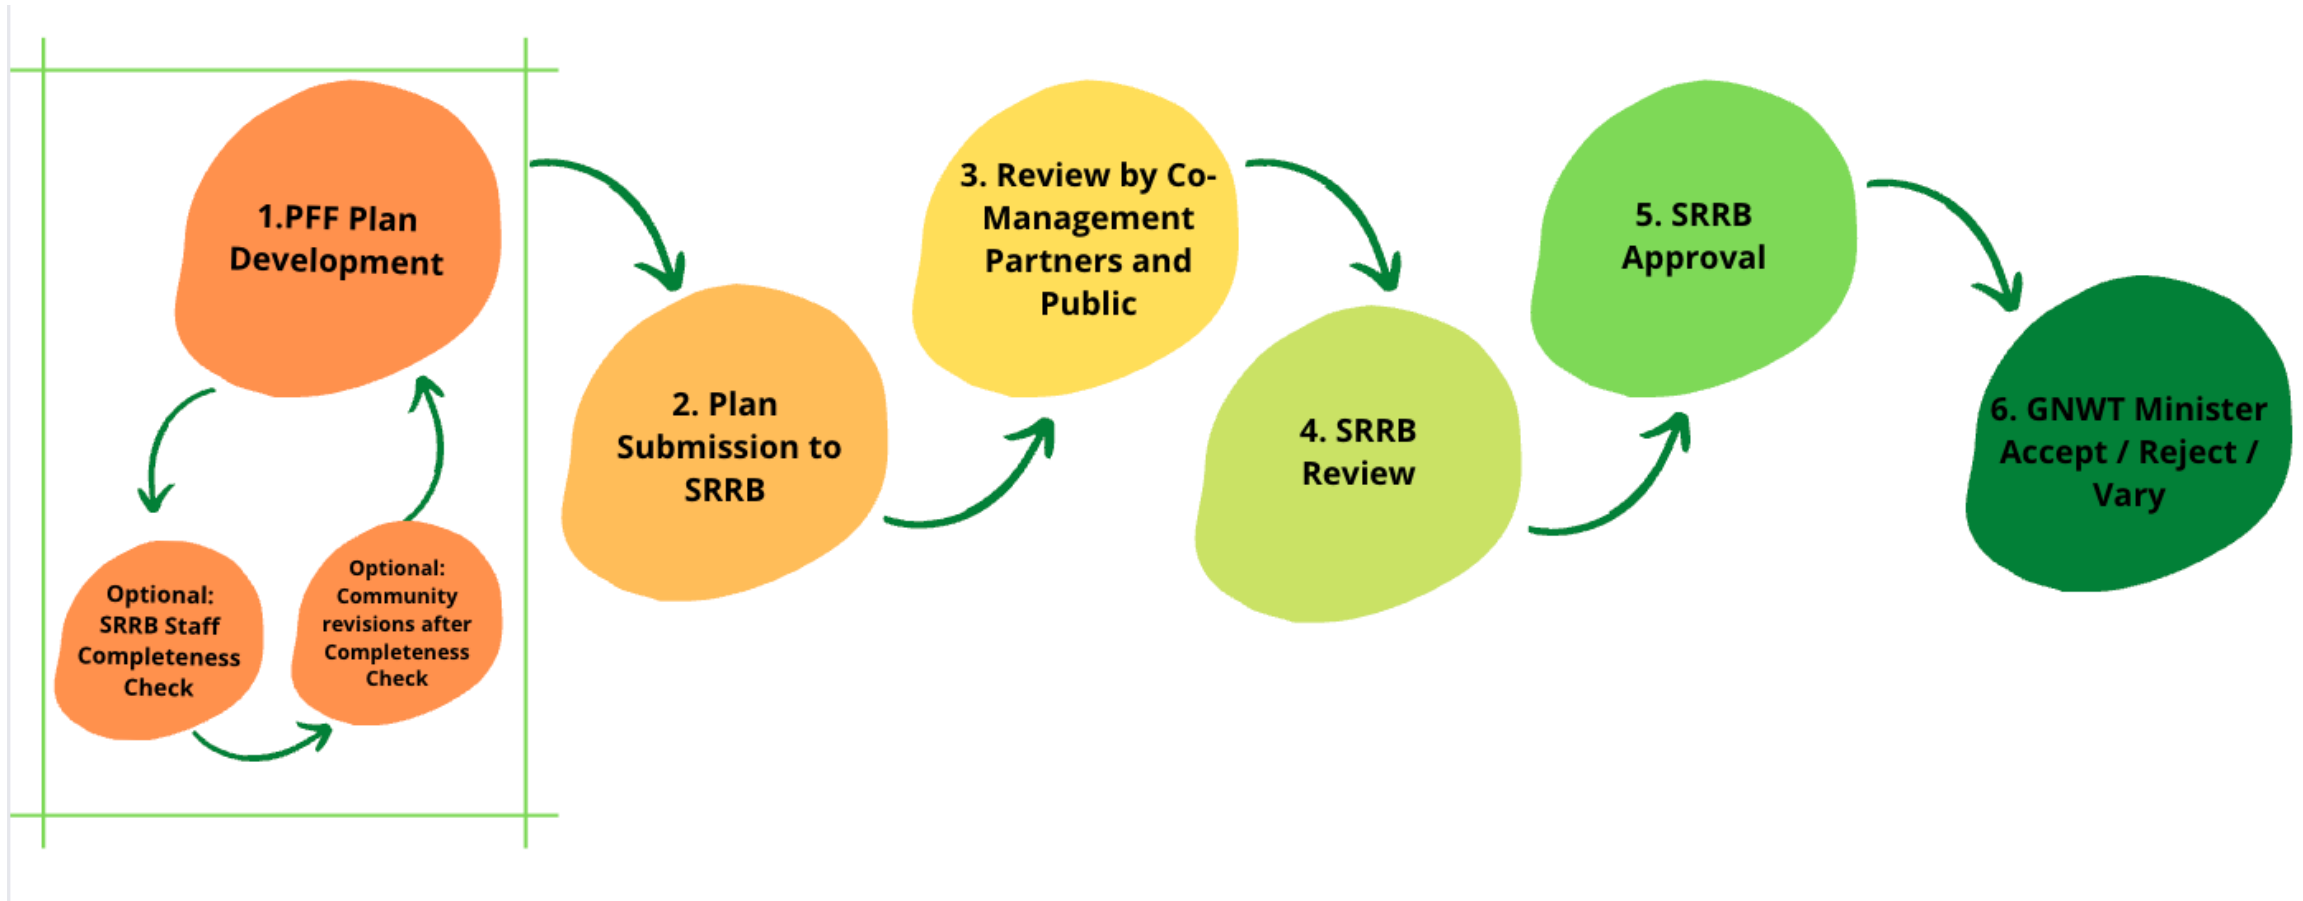 1.PFF Plan
Development
Optional:
SRRB Staff
Completeness
Check
Optional:
Community
revisions after
Completeness
Check
2. Plan
Submission to
SRRB
3. Review by Co-
Management
Partners and
Public
4. SRRB
Review
5. SRRB
Approval
6. GNWT Minister
Accept / Reject /
Vary